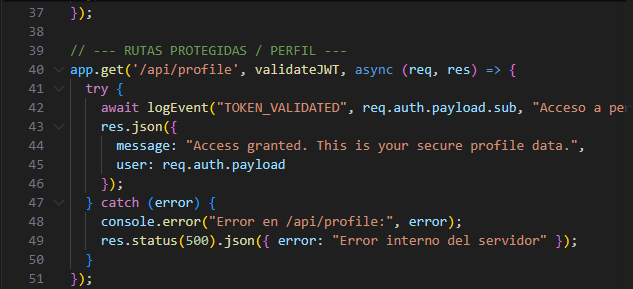 37 });
38
39 // --- RUTAS PROTEGIDAS / PERFIL ---
40 app.get('/api/profile', validateJWT, async (req, res) => {
41 try {
42 await logEvent("TOKEN_VALIDATED", req.auth.payload.sub, "Acceso a per
43 res.json({
44 message: "Access granted. This is your secure profile data.",
45 user: req.auth.payload
46 });
47 } catch (error) {
48 console.error("Error en /api/profile:", error);
49 res.status(500).json({ error: "Error interno del servidor" });
50 }
51 });